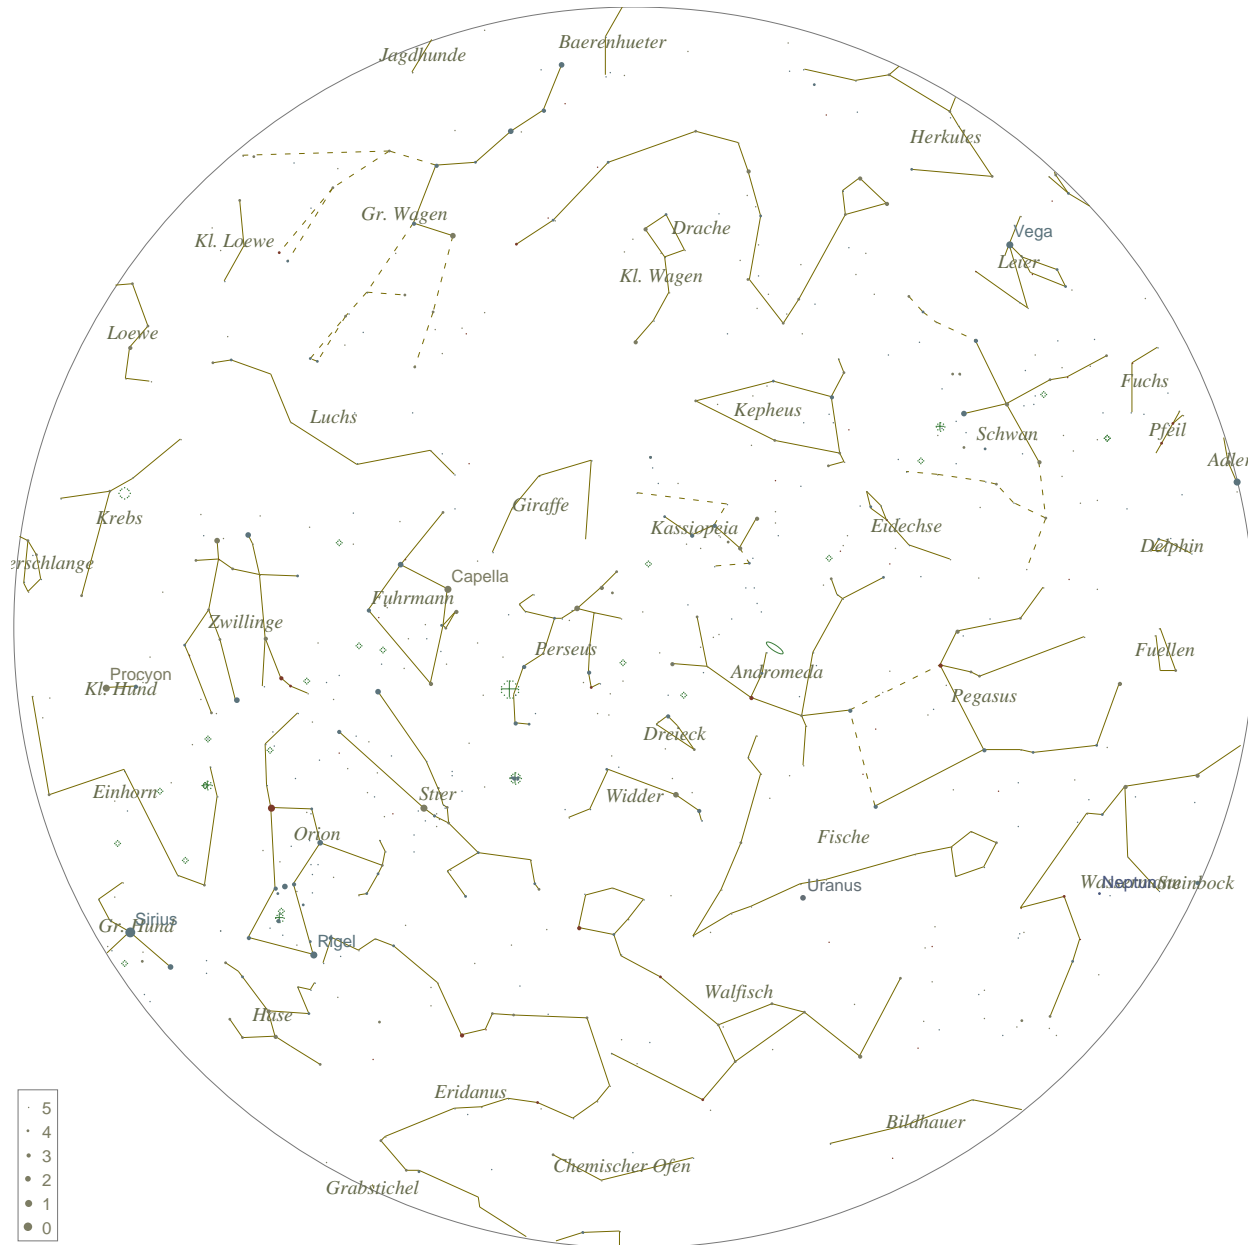 Baerenhueter
Jagdhunde
Herkules
Gr. Wagen
Drache
Vega
Kl. Loewe
Leier
Kl. Wagen
Loewe
Fuchs
Kepheus
Luchs
Pfeil
Schwan
Adler
Giraffe
Krebs
Kassiopeia
Eidechse
Delphin
erschlange
Capella
Fuhrmann
Zwillinge
Perseus
Fuellen
Procyon
Andromeda
Kl. Hund
Pegasus
Dreieck
Einhorn
Stier
Widder
Orion
Fische
Uranus
Neptun
Steinbock
Sirius
Gr. Hund
Rigel
Walfisch
Hase
Eridanus
5
4
3
2
1
0
Bildhauer
Chemischer Ofen
Grabstichel